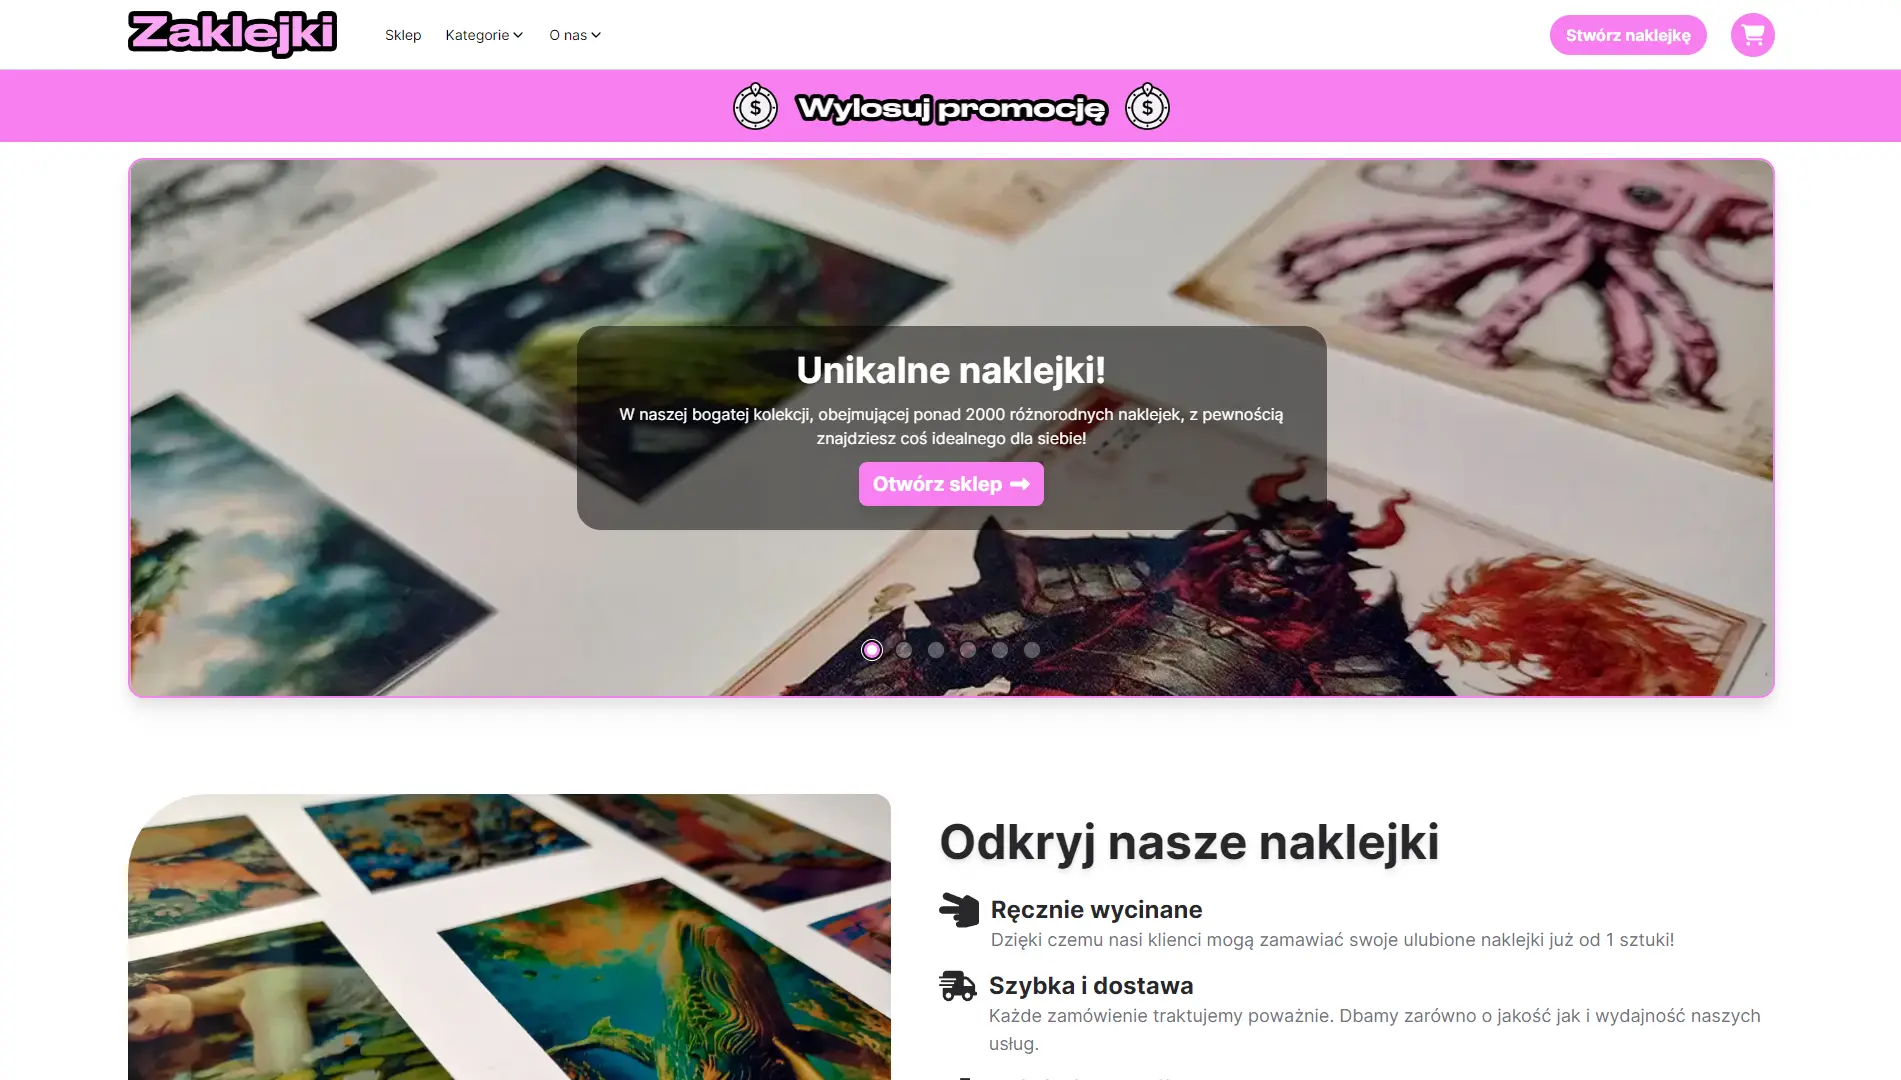 Zaklejki
Sklep
Kategorie
O nas
Stwórz naklejkę
$ Wylosuj promocję $
Unikalne naklejki!
W naszej bogatej kolekcji, obejmującej ponad 2000 różnorodnych naklejek, z pewnością
znajdziesz coś idealnego dla siebie!
Otwórz sklep
Odkryj nasze naklejki
Ręcznie wycinane
Dzięki czemu nasi klienci mogą zamawiać swoje ulubione naklejki już od 1 sztuki!
Szybka i dostawa
Każde zamówienie traktujemy poważnie. Dbamy zarówno o jakość jak i wydajność naszych
usług.